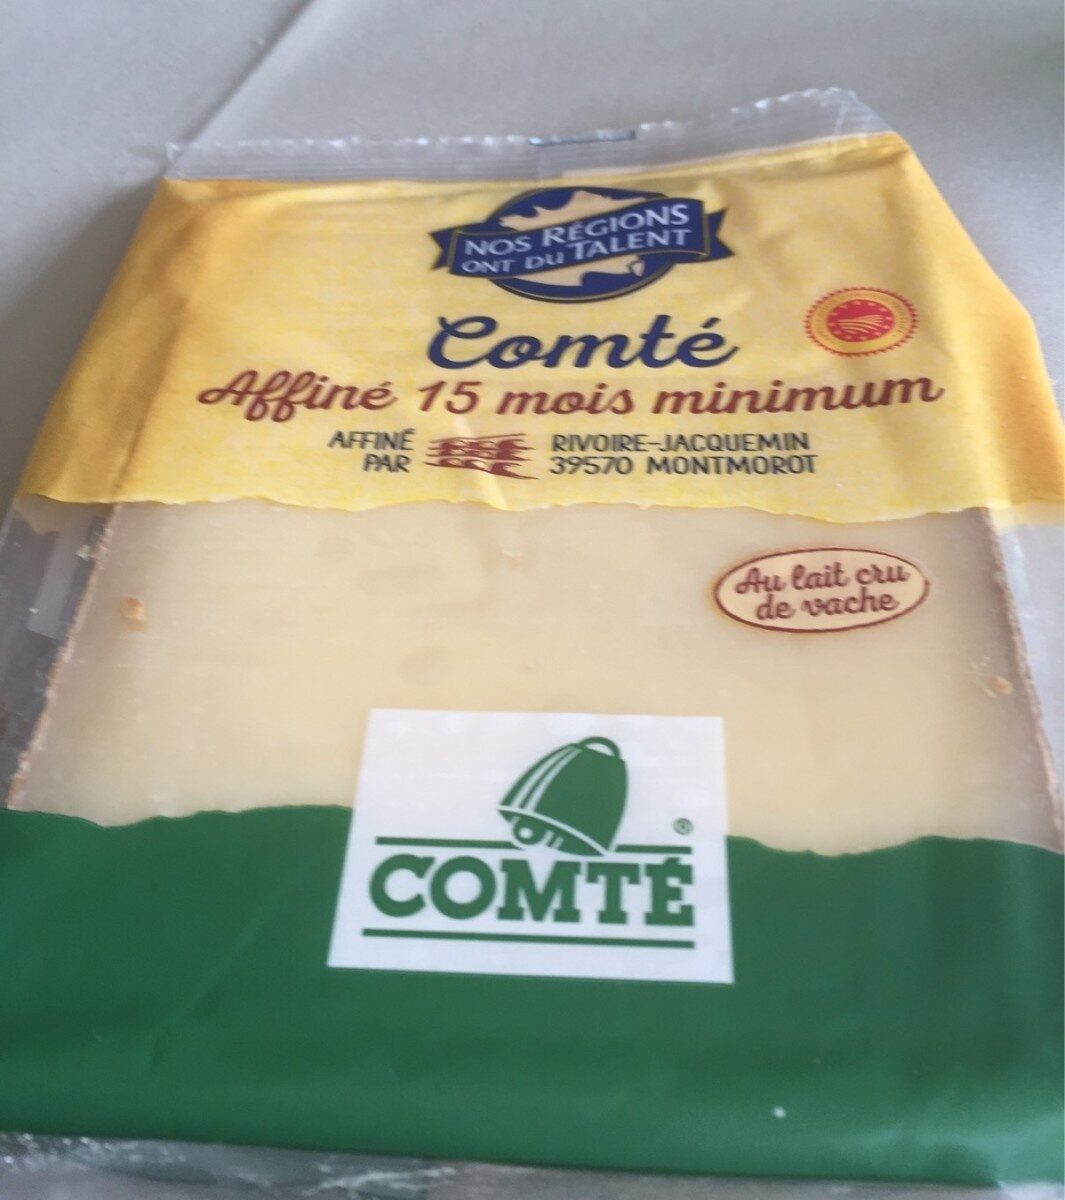 NOS RÉGIONS
ONT DU TALENT
Comté
Affiné 15 mois minimum
AFFINÉ
PAR
RIVOIRE-JACQUEMIN
39570 MONTMOROT
Au lait cru
de vache
®
COMTÉ